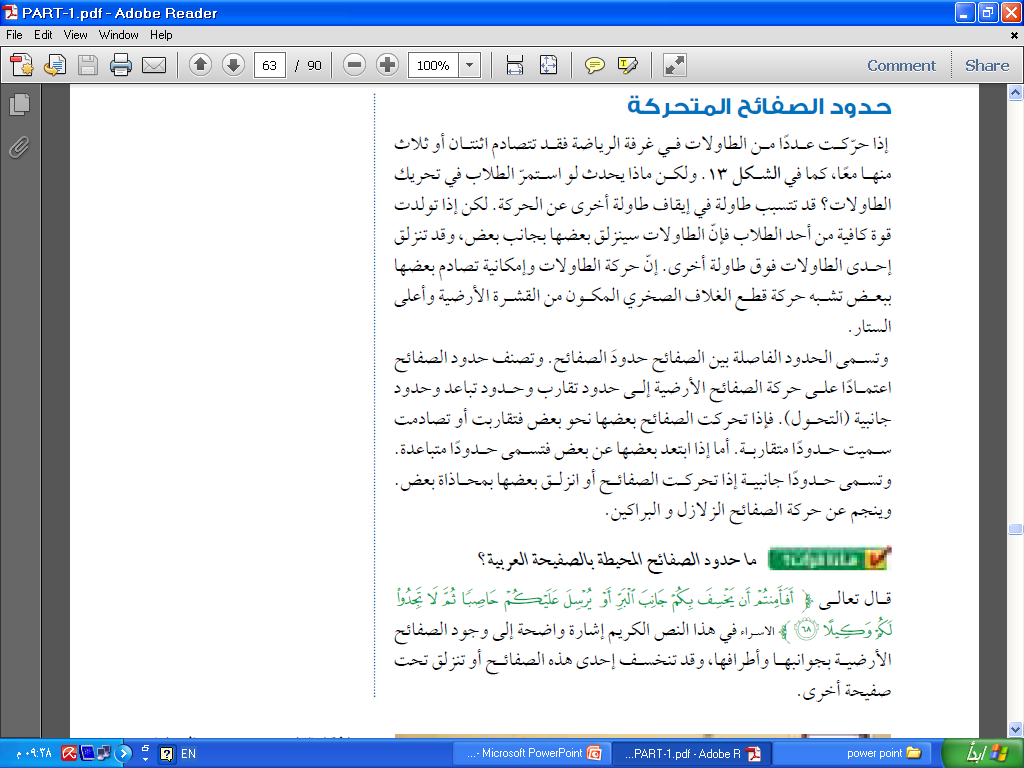 PART-1.pdf - Adobe Reader
File Edit View Window Help
63 / 90 100% Comment Share
حدود الصفائح المتحركة
إذا حرّكت عددًا من الطاولات في غرفة الرياضة فقد تتصادم اثنتان أو ثلاث
منها معًا، كما في الشكل ١٣. ولكن ماذا يحدث لو استمرّ الطلاب في تحريك
الطاولات؟ قد تتسبب طاولة في إيقاف طاولة أخرى عن الحركة. لكن إذا تولدت
قوة كافية من أحد الطلاب فإنّ الطاولات سينزلق بعضها بجانب بعض، وقد تنزلق
إحدى الطاولات فوق طاولة أخرى. إنّ حركة الطاولات وإمكانية تصادم بعضها
ببعض تشبه حركة قطع الغلاف الصخري المكون من القشرة الأرضية وأعلى
الستار.
وتسمى الحدود الفاصلة بين الصفائح حدودَ الصفائح. وتصنف حدود الصفائح
اعتمادًا على حركة الصفائح الأرضية إلى حدود تقارب وحدود تباعد وحدود
جانبية (التحول). فإذا تحركت الصفائح بعضها نحو بعض فتقاربت أو تصادمت
سميت حدودًا متقاربة. أما إذا ابتعد بعضها عن بعض فتسمى حدودًا متباعدة.
وتسمى حدودًا جانبية إذا تحركت الصفائح أو انزلق بعضها بمحاذاة بعض.
وينجم عن حركة الصفائح الزلازل و البراكين.
ماذا قرأت؟ ما حدود الصفائح المحيطة بالصفيحة العربية؟
قال تعالى ﴿ أَفَأَمِنتُمْ أَن يَخْسِفَ بِكُمْ جَانِبَ ٱلْبَرِّ أَوْ يُرْسِلَ عَلَيْكُمْ حَاصِبًا ثُمَّ لَا تَجِدُوا۟
لَكُمْ وَكِيلًا ٦٨ ﴾ الاسراء في هذا النص الكريم إشارة واضحة إلى وجود الصفائح
الأرضية بجوانبها وأطرافها، وقد تنخسف إحدى هذه الصفائح أو تنزلق تحت
صفيحة أخرى.
ابدأ power point PART-1.pdf - Adobe R... Microsoft PowerPoint -... EN ٠٩:٣٨ م